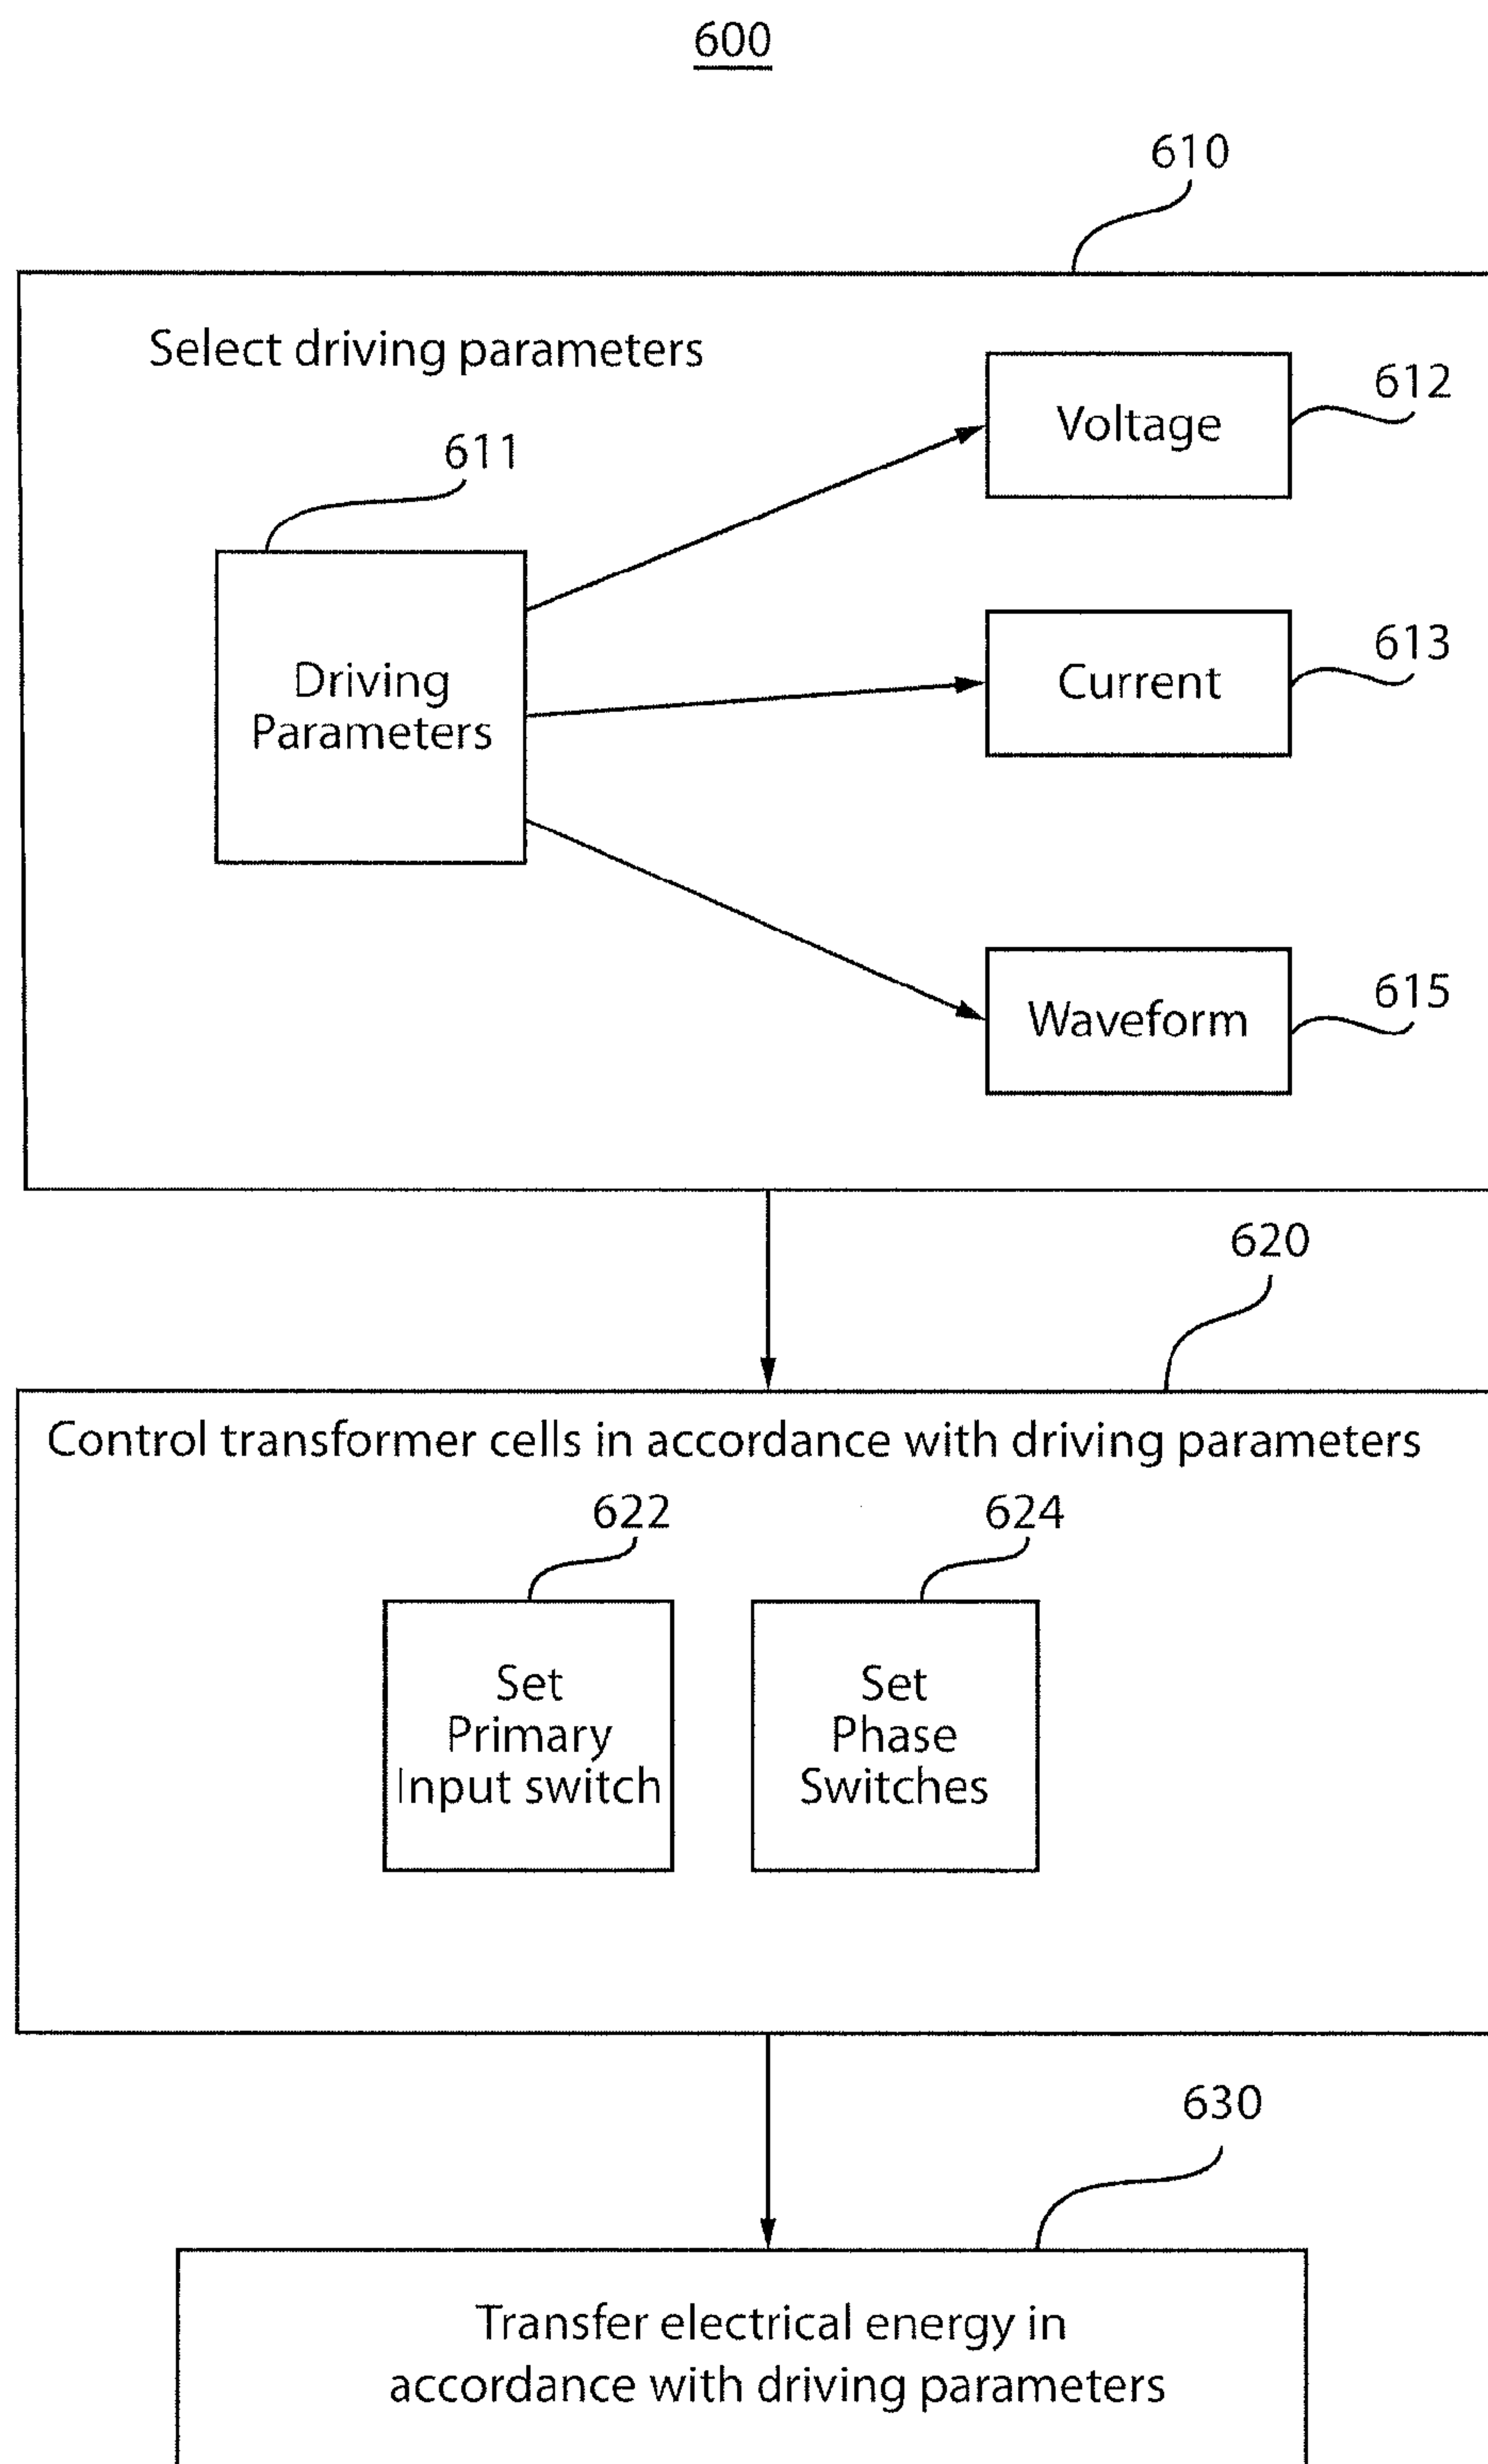 600
610
Select driving parameters
Voltage
612
611
Driving
Parameters
Current
613
Waveform
615
620
Control transformer cells in accordance with driving parameters
622
624
Set
Primary
Input switch
Set
Phase
Switches
630
Transfer electrical energy in
accordance with driving parameters